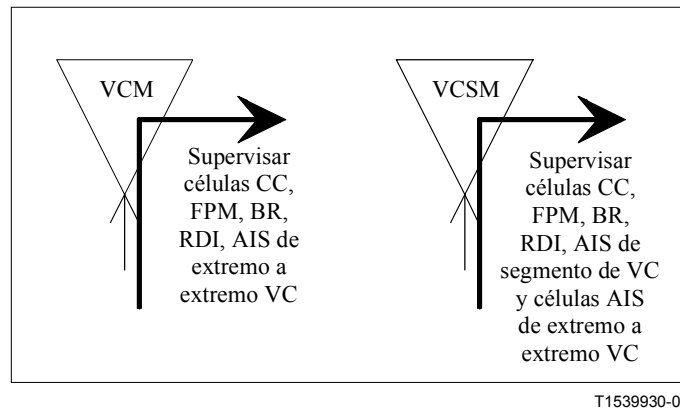 VCM
Supervisar
células CC,
FPM, BR,
RDI, AIS de
extremo a
extremo VC
VCSM
Supervisar
células CC,
FPM, BR,
RDI, AIS de
segmento de VC
y células AIS
de extremo a
extremo VC
T1539930-0